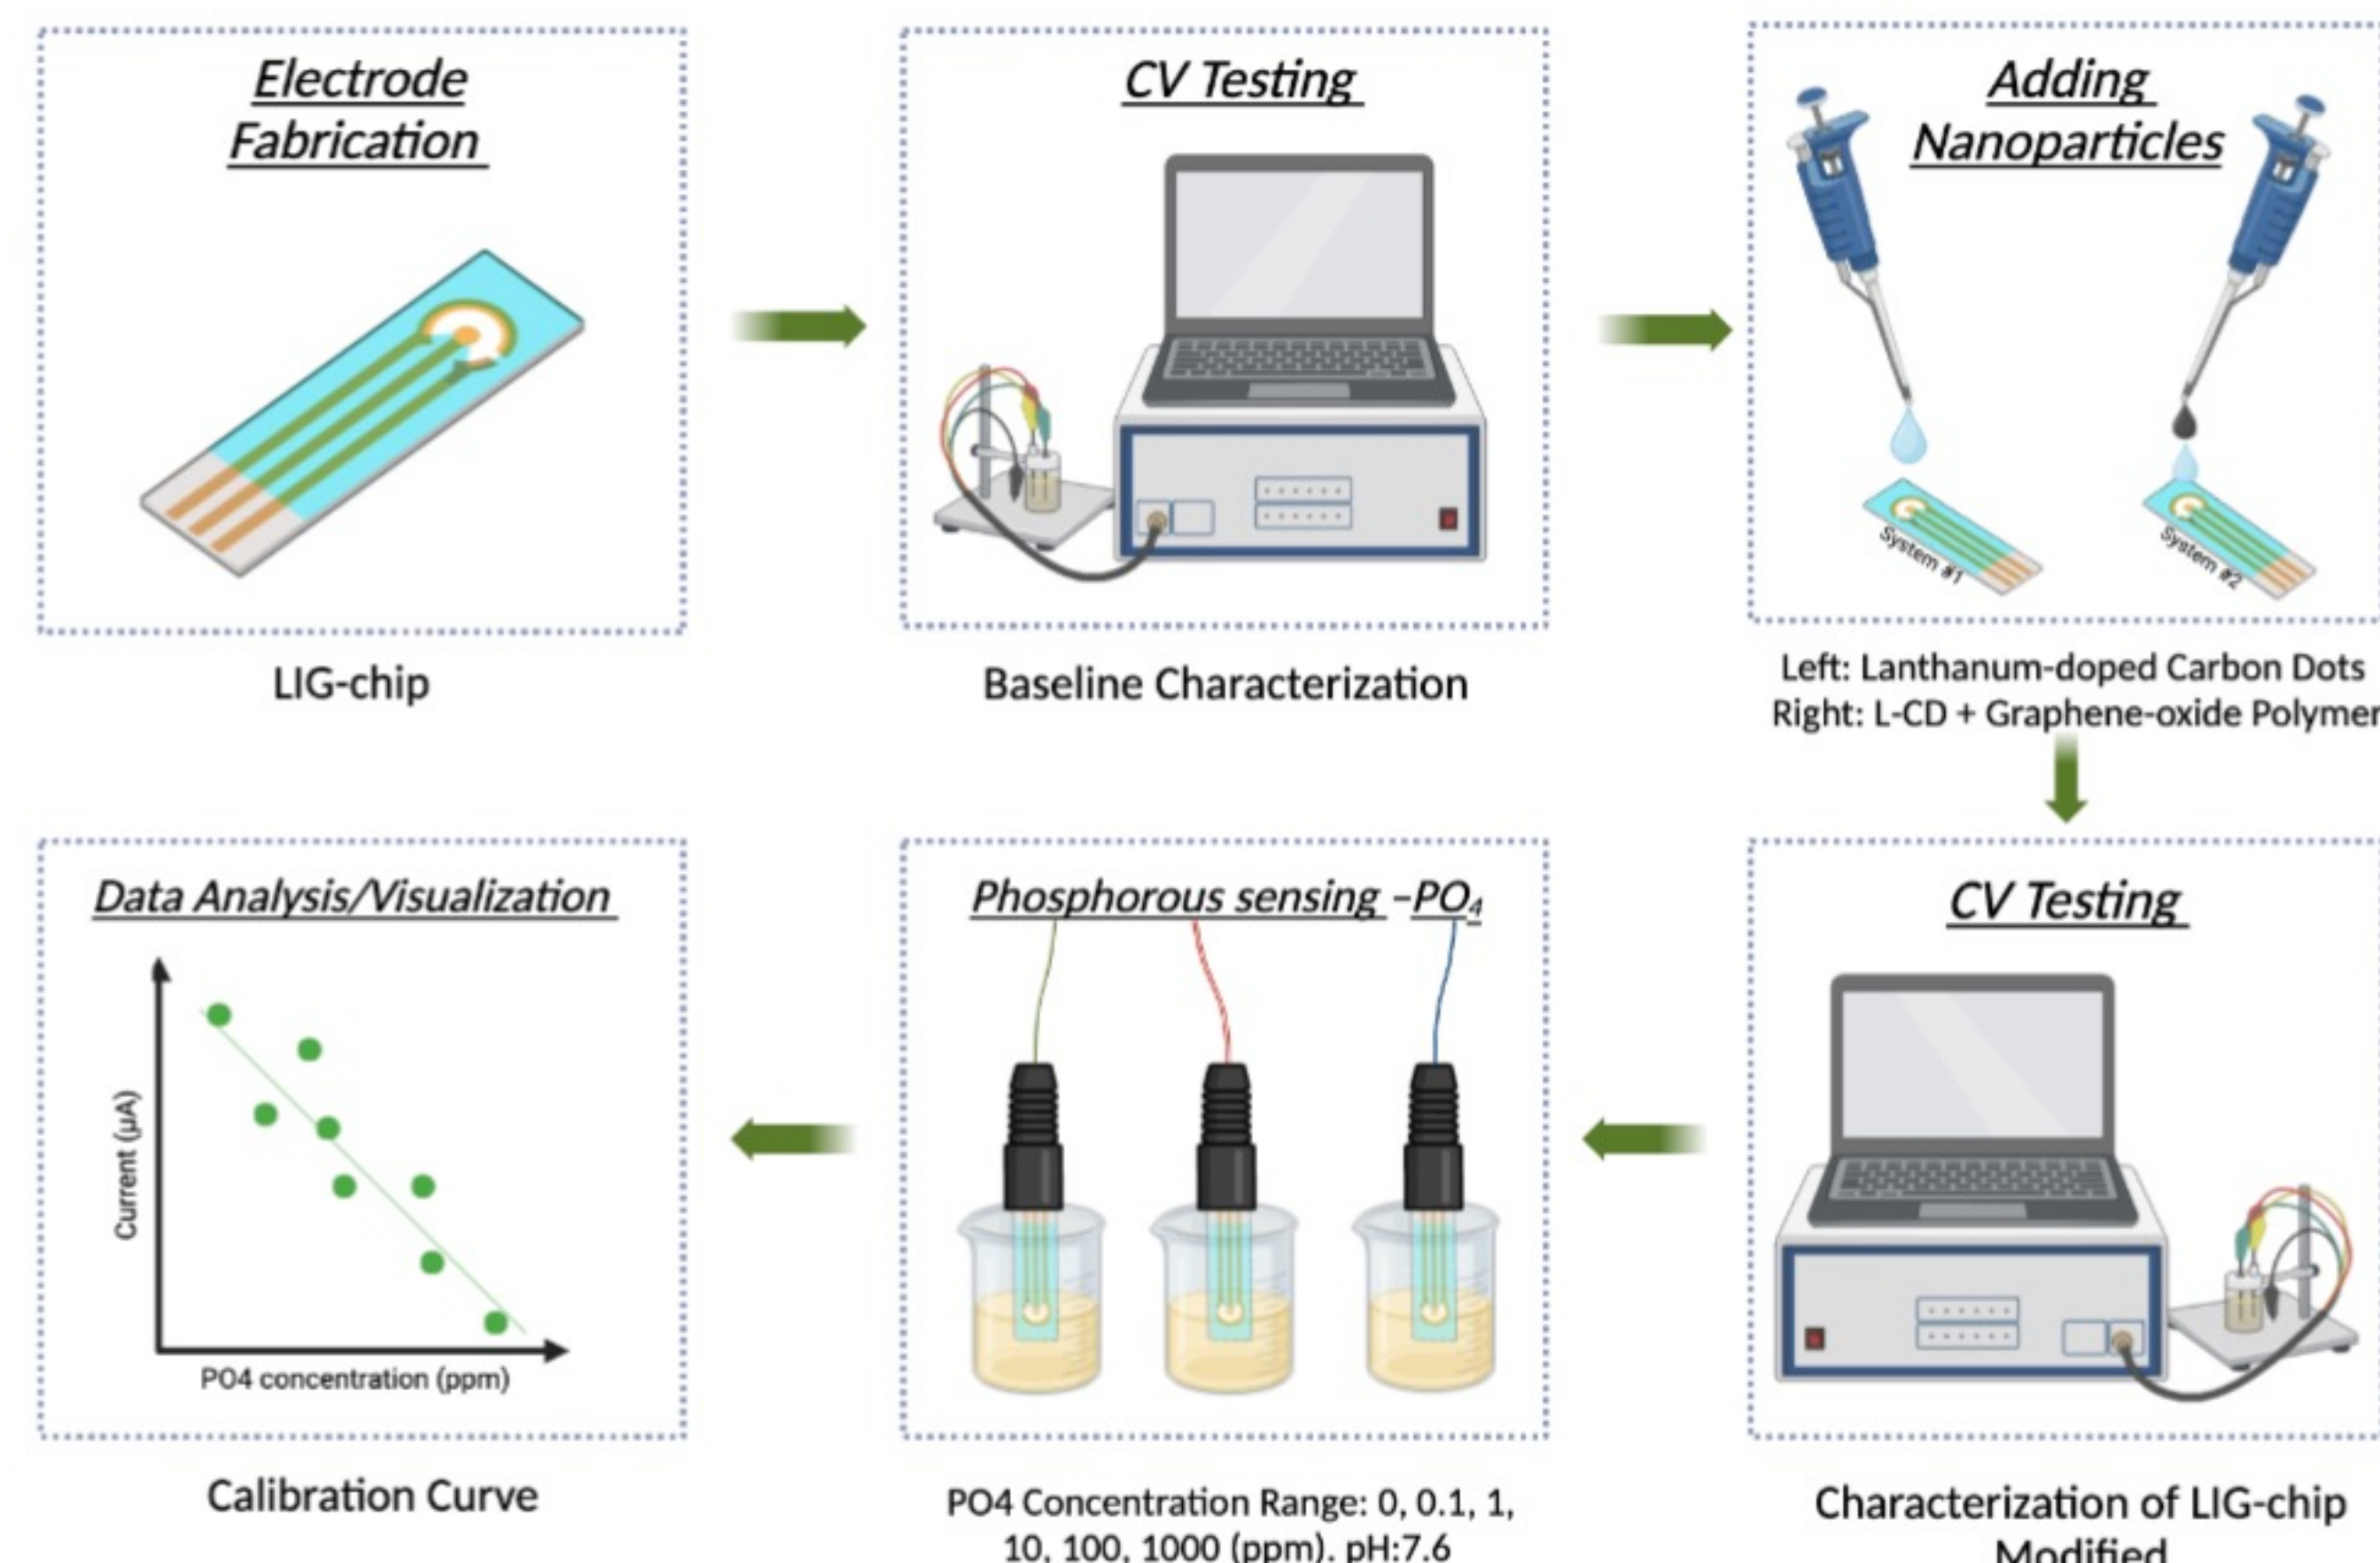 Electrode
Fabrication
LIG-chip
CV Testing
Baseline Characterization
Adding
Nanoparticles
System #1
System #2
Left: Lanthanum-doped Carbon Dots
Right: L-CD + Graphene-oxide Polymer
CV Testing
Characterization of LIG-chip
Modified
Phosphorous sensing –PO₄
PO4 Concentration Range: 0, 0.1, 1,
10, 100, 1000 (ppm). pH:7.6
Data Analysis/Visualization
Current (µA)
PO4 concentration (ppm)
Calibration Curve